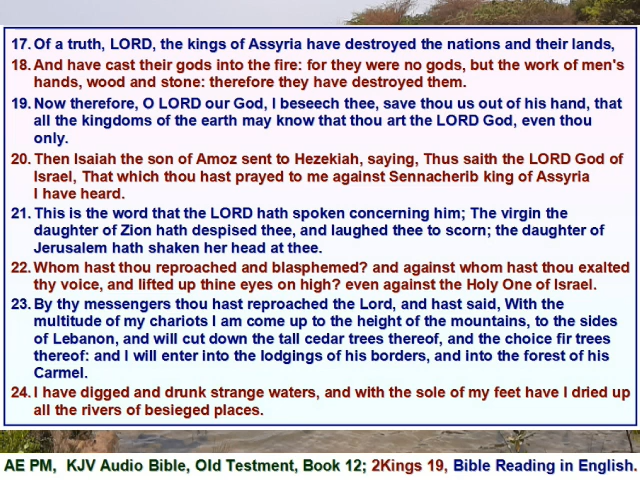 17. Of a truth, LORD, the kings of Assyria have destroyed the nations and their lands,
18. And have cast their gods into the fire: for they were no gods, but the work of men's
hands, wood and stone: therefore they have destroyed them.
19. Now therefore, O LORD our God, I beseech thee, save thou us out of his hand, that
all the kingdoms of the earth may know that thou art the LORD God, even thou
only.
20. Then Isaiah the son of Amoz sent to Hezekiah, saying, Thus saith the LORD God of
Israel, That which thou hast prayed to me against Sennacherib king of Assyria
I have heard.
21. This is the word that the LORD hath spoken concerning him; The virgin the
daughter of Zion hath despised thee, and laughed thee to scorn; the daughter of
Jerusalem hath shaken her head at thee.
22. Whom hast thou reproached and blasphemed? and against whom hast thou exalted
thy voice, and lifted up thine eyes on high? even against the Holy One of Israel.
23. By thy messengers thou hast reproached the Lord, and hast said, With the
multitude of my chariots I am come up to the height of the mountains, to the sides
of Lebanon, and will cut down the tall cedar trees thereof, and the choice fir trees
thereof: and I will enter into the lodgings of his borders, and into the forest of his
Carmel.
24. I have digged and drunk strange waters, and with the sole of my feet have I dried up
all the rivers of besieged places.
AE PM, KJV Audio Bible, Old Testment, Book 12; 2Kings 19, Bible Reading in English.